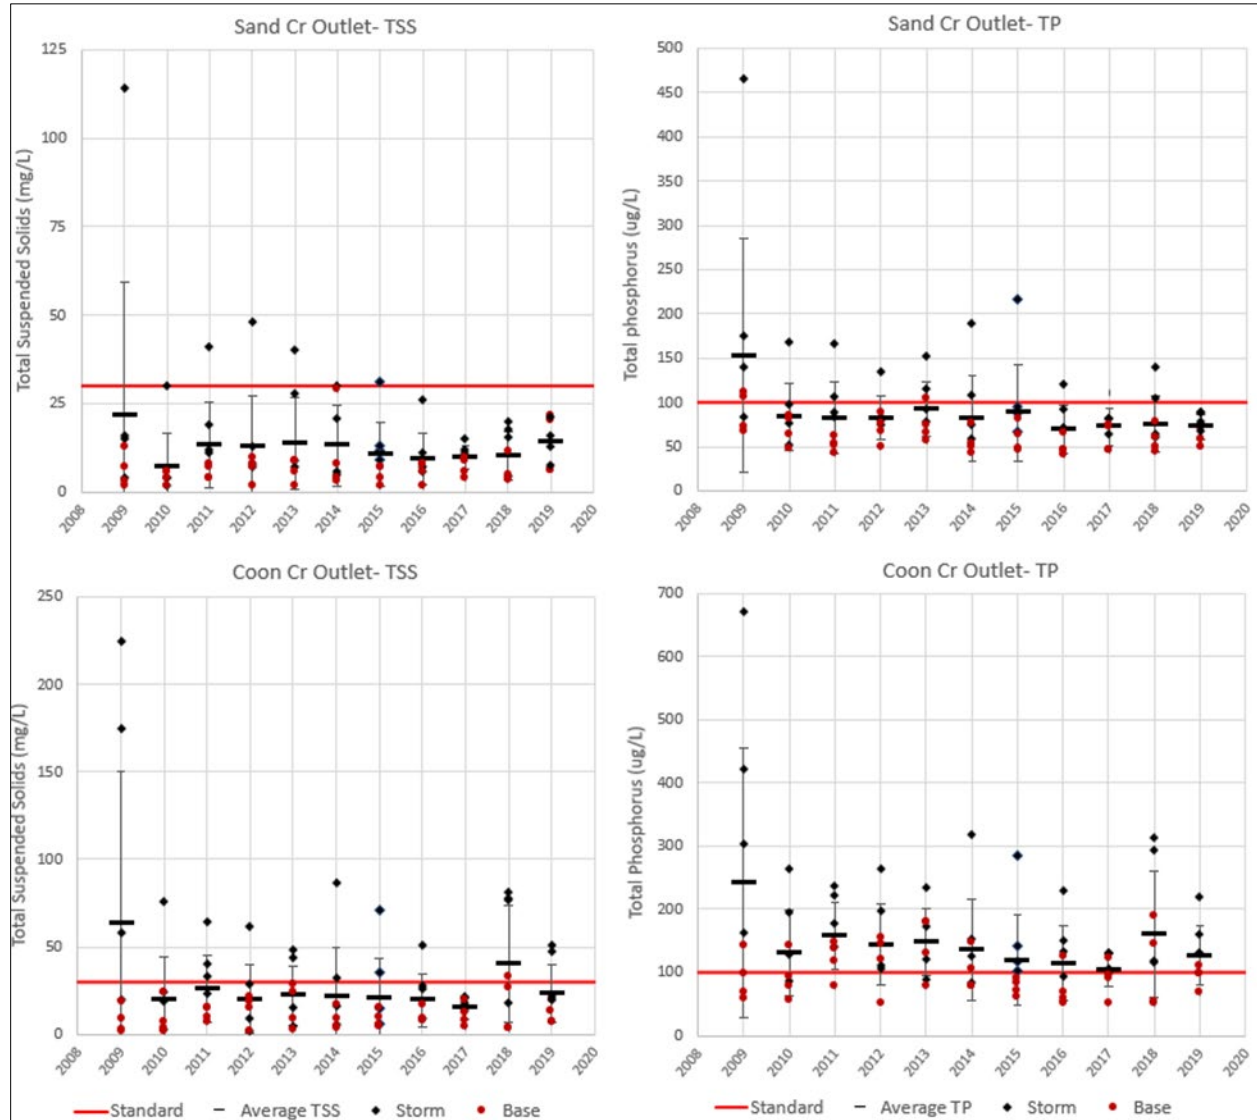 Sand Cr Outlet- TSS
Total Suspended Solids (mg/L)
125
100
75
50
25
0
2008 2009 2010 2011 2012 2013 2014 2015 2016 2017 2018 2019 2020
Sand Cr Outlet- TP
Total phosphorus (ug/L)
500
450
400
350
300
250
200
150
100
50
0
2008 2009 2010 2011 2012 2013 2014 2015 2016 2017 2018 2019 2020
Coon Cr Outlet- TSS
Total Suspended Solids (mg/L)
250
200
150
100
50
0
2008 2009 2010 2011 2012 2013 2014 2015 2016 2017 2018 2019 2020
Standard Average TSS Storm Base
Coon Cr Outlet- TP
Total Phosphorus (ug/L)
700
600
500
400
300
200
100
0
2008 2009 2010 2011 2012 2013 2014 2015 2016 2017 2018 2019 2020
Standard Average TP Storm Base